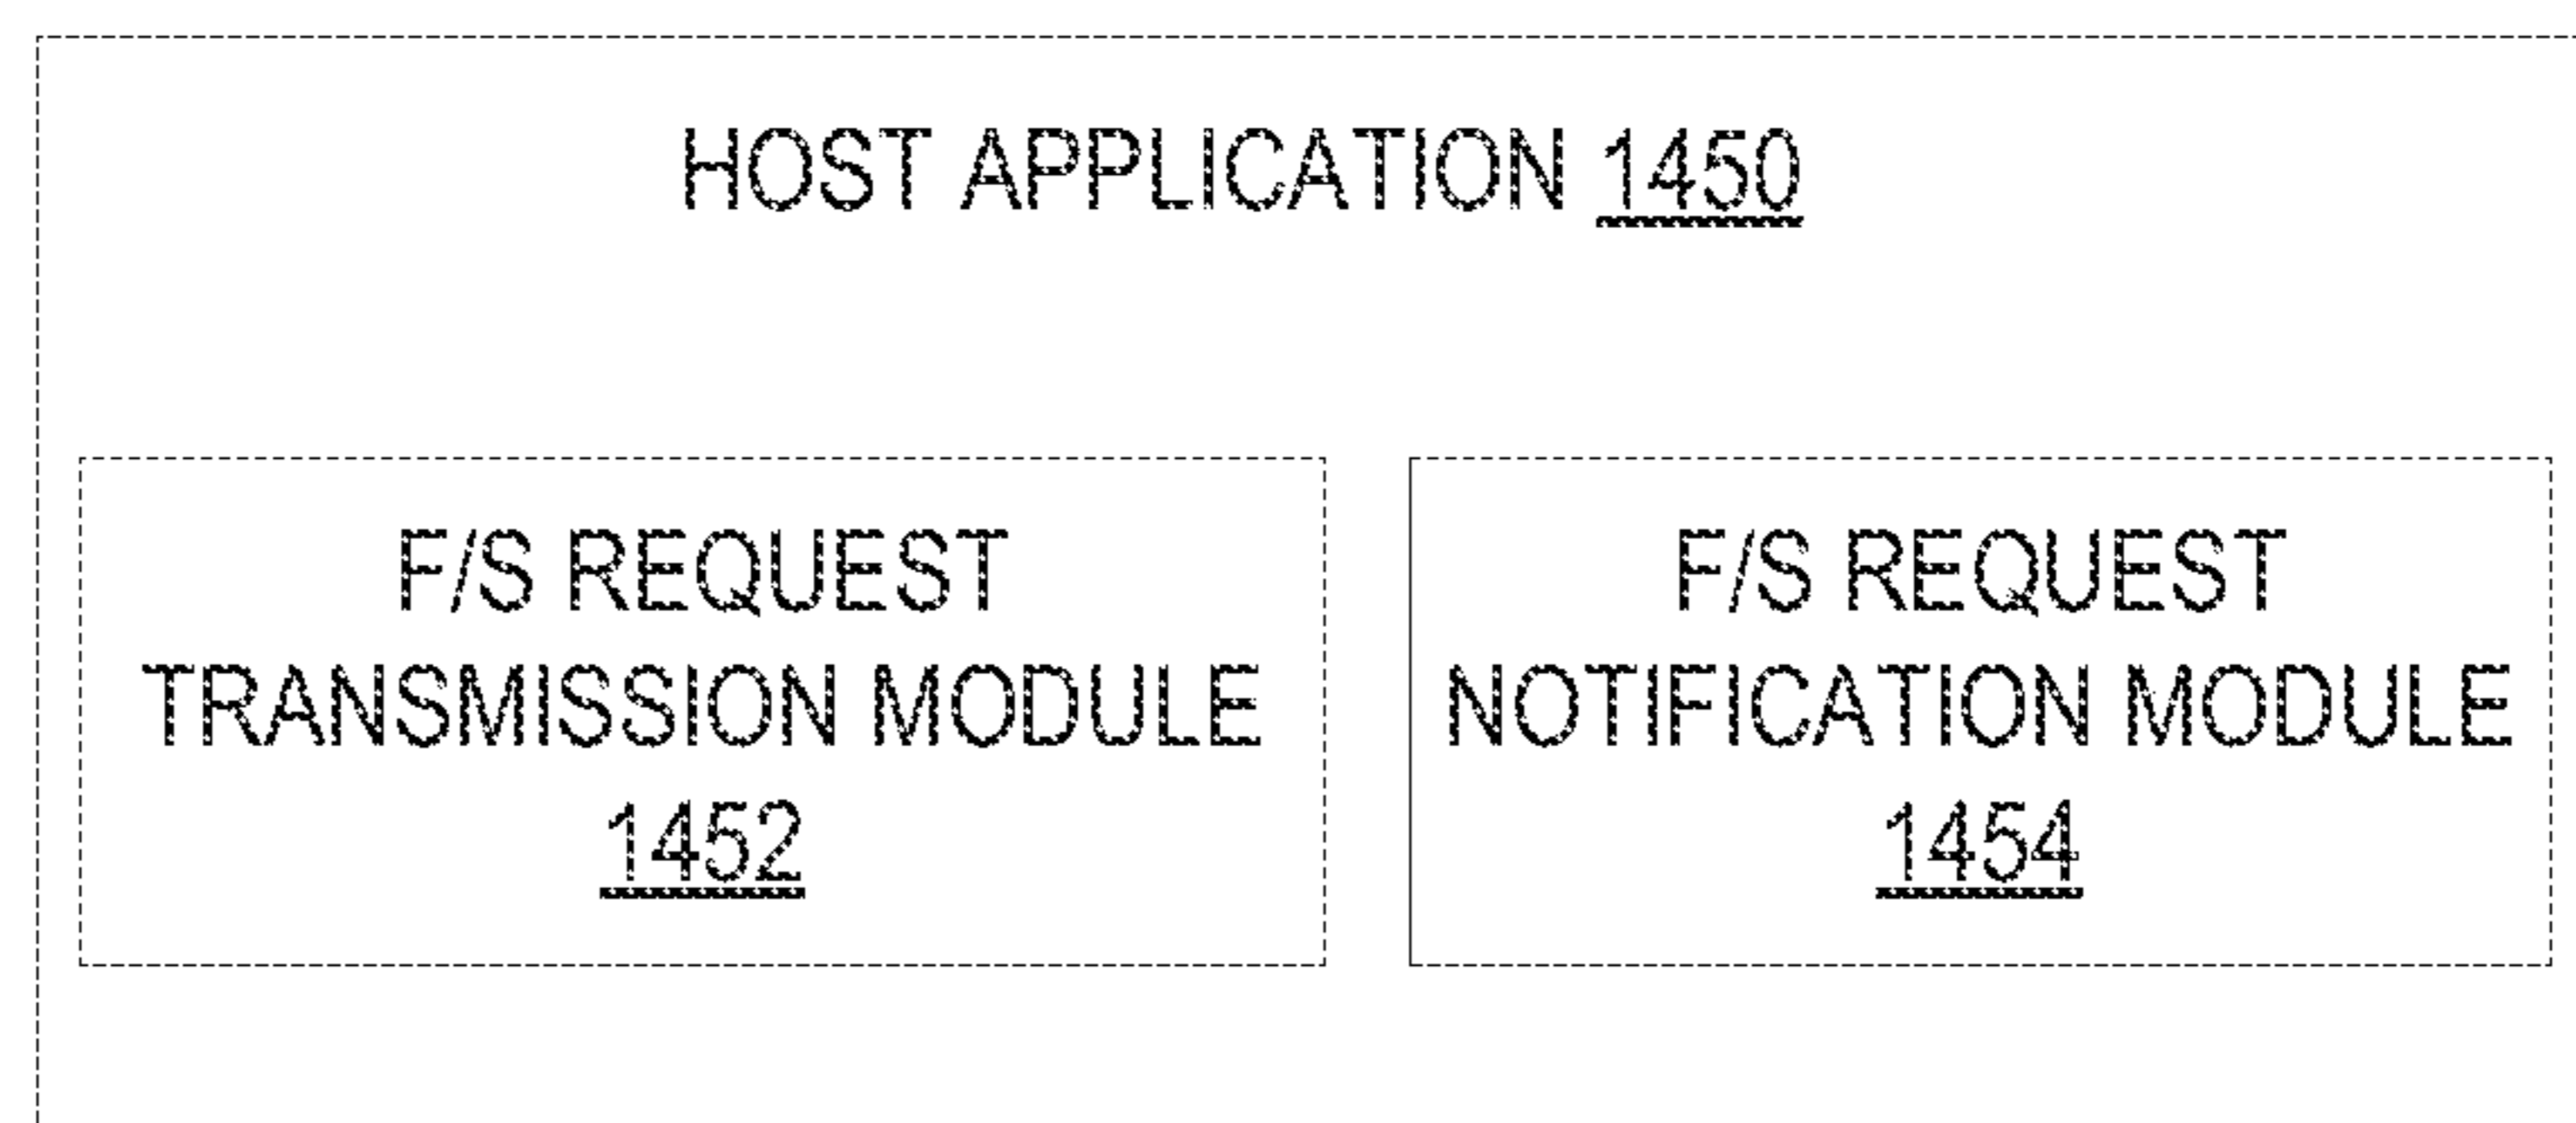 HOST APPLICATION 1450
F/S REQUEST
TRANSMISSION MODULE
1452
F/S REQUEST
NOTIFICATION MODULE
1454